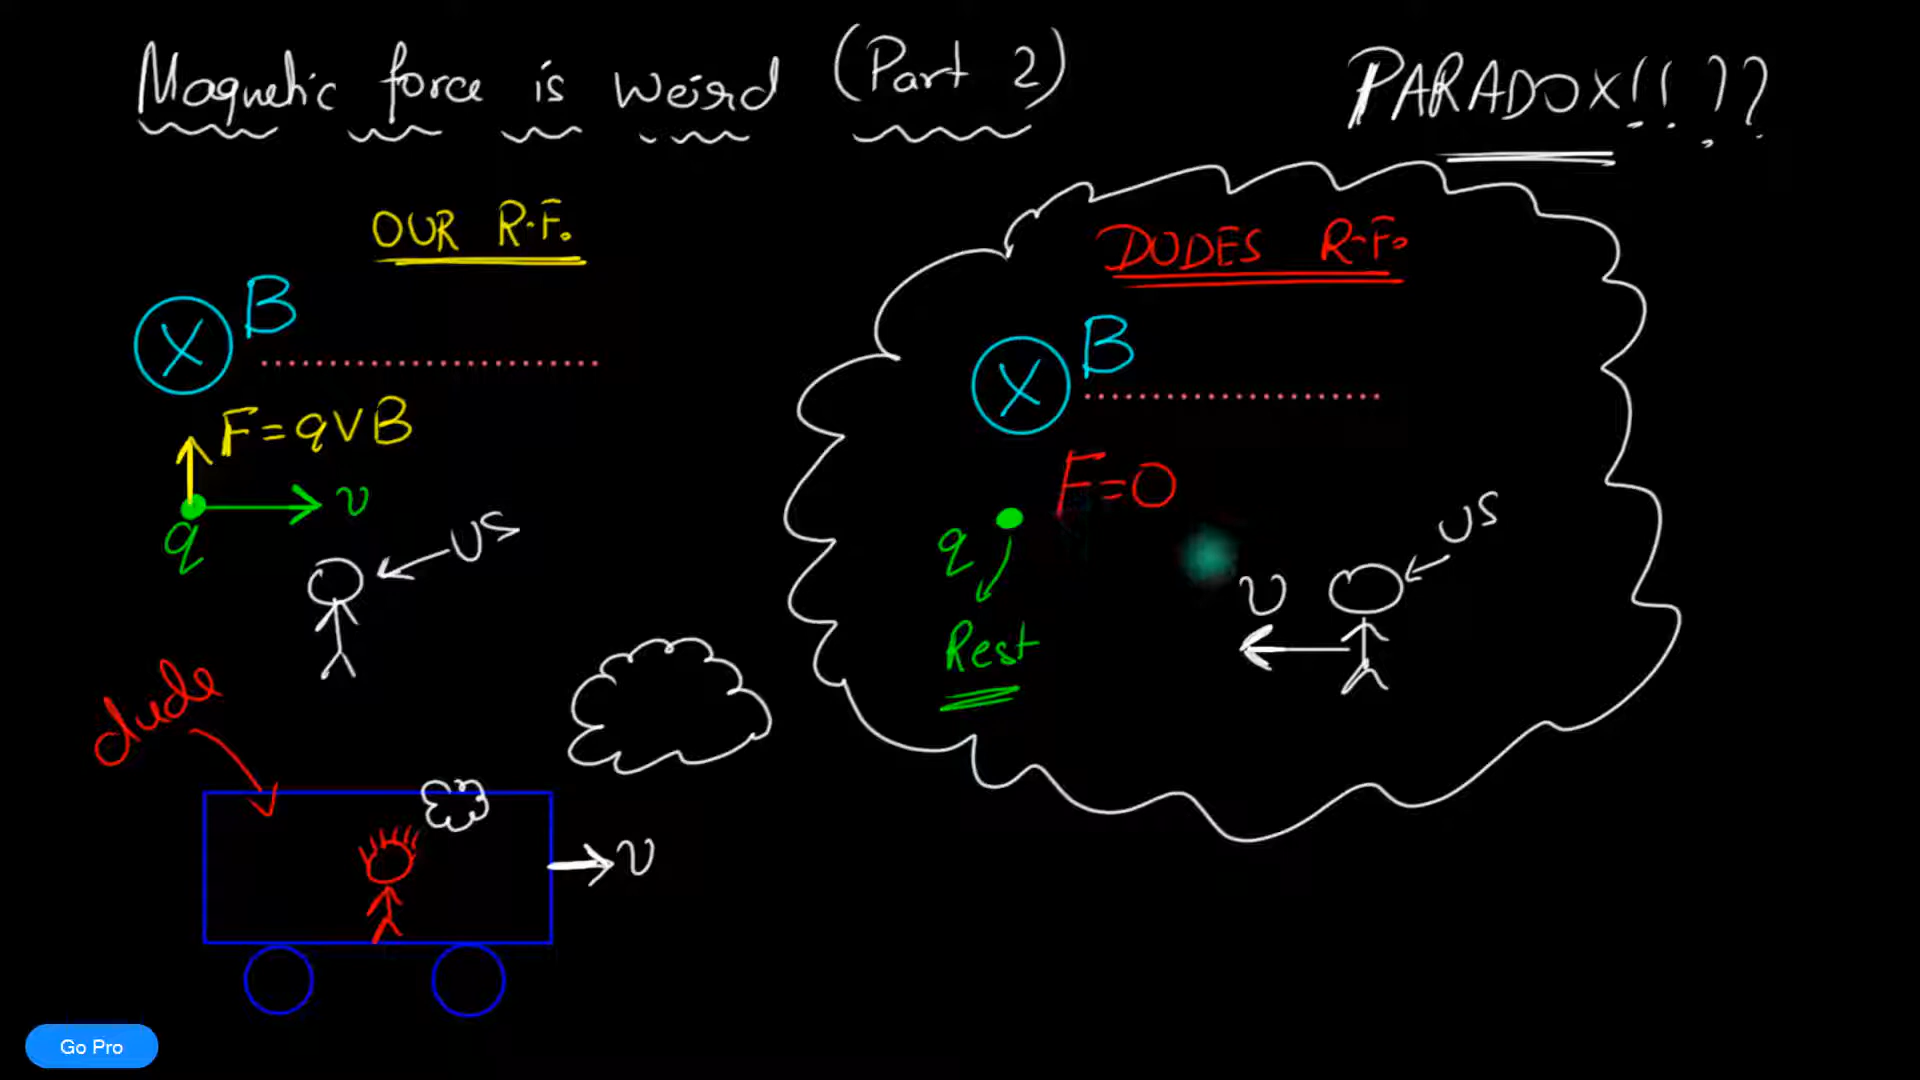 Magnetic force is weird (Part 2)
PARADOX!!??
OUR R.F.
X B
F=qVB
q v
US
dude
v
DUDES R.F.
X B
F=0
q
Rest
v
US
Go Pro